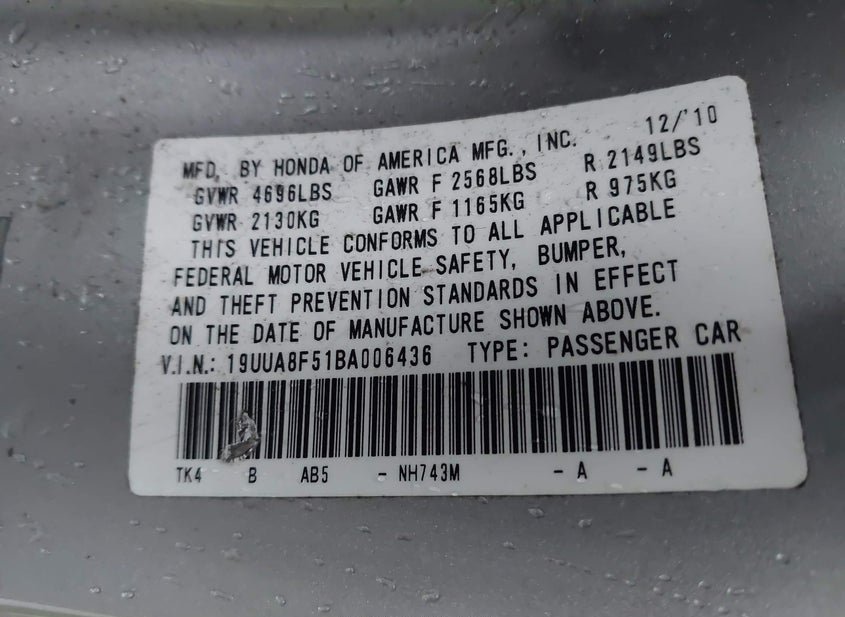 MFD. BY HONDA OF AMERICA MFG., INC. 12/'10
GVWR 4696LBS GAWR F 2568LBS R 2149LBS
GVWR 2130KG GAWR F 1165KG R 975KG
THIS VEHICLE CONFORMS TO ALL APPLICABLE
FEDERAL MOTOR VEHICLE SAFETY, BUMPER,
AND THEFT PREVENTION STANDARDS IN EFFECT
ON THE DATE OF MANUFACTURE SHOWN ABOVE.
V.I.N.: 19UUA8F51BA006436 TYPE: PASSENGER CAR
TK4 B AB5 - NH743M - A - A